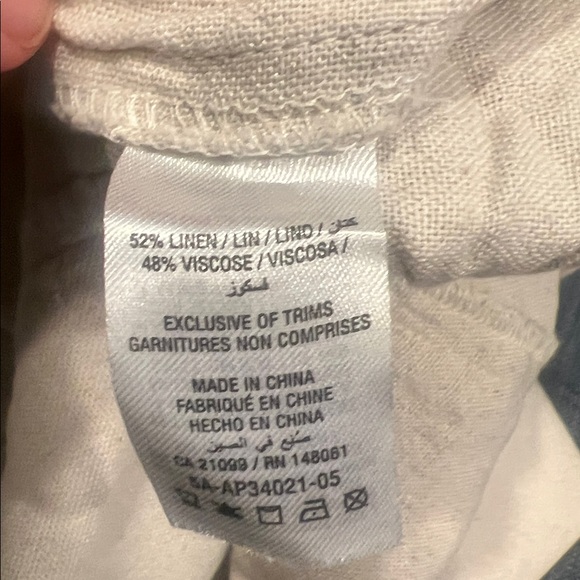 52% LINEN / LIN / LINO / كتان
48% VISCOSE / VISCOSA /
فسكوز
EXCLUSIVE OF TRIMS
GARNITURES NON COMPRISES
MADE IN CHINA
FABRIQUÉ EN CHINE
HECHO EN CHINA
صنع في الصين
CA 21099 / RN 148061
SA-AP34021-05